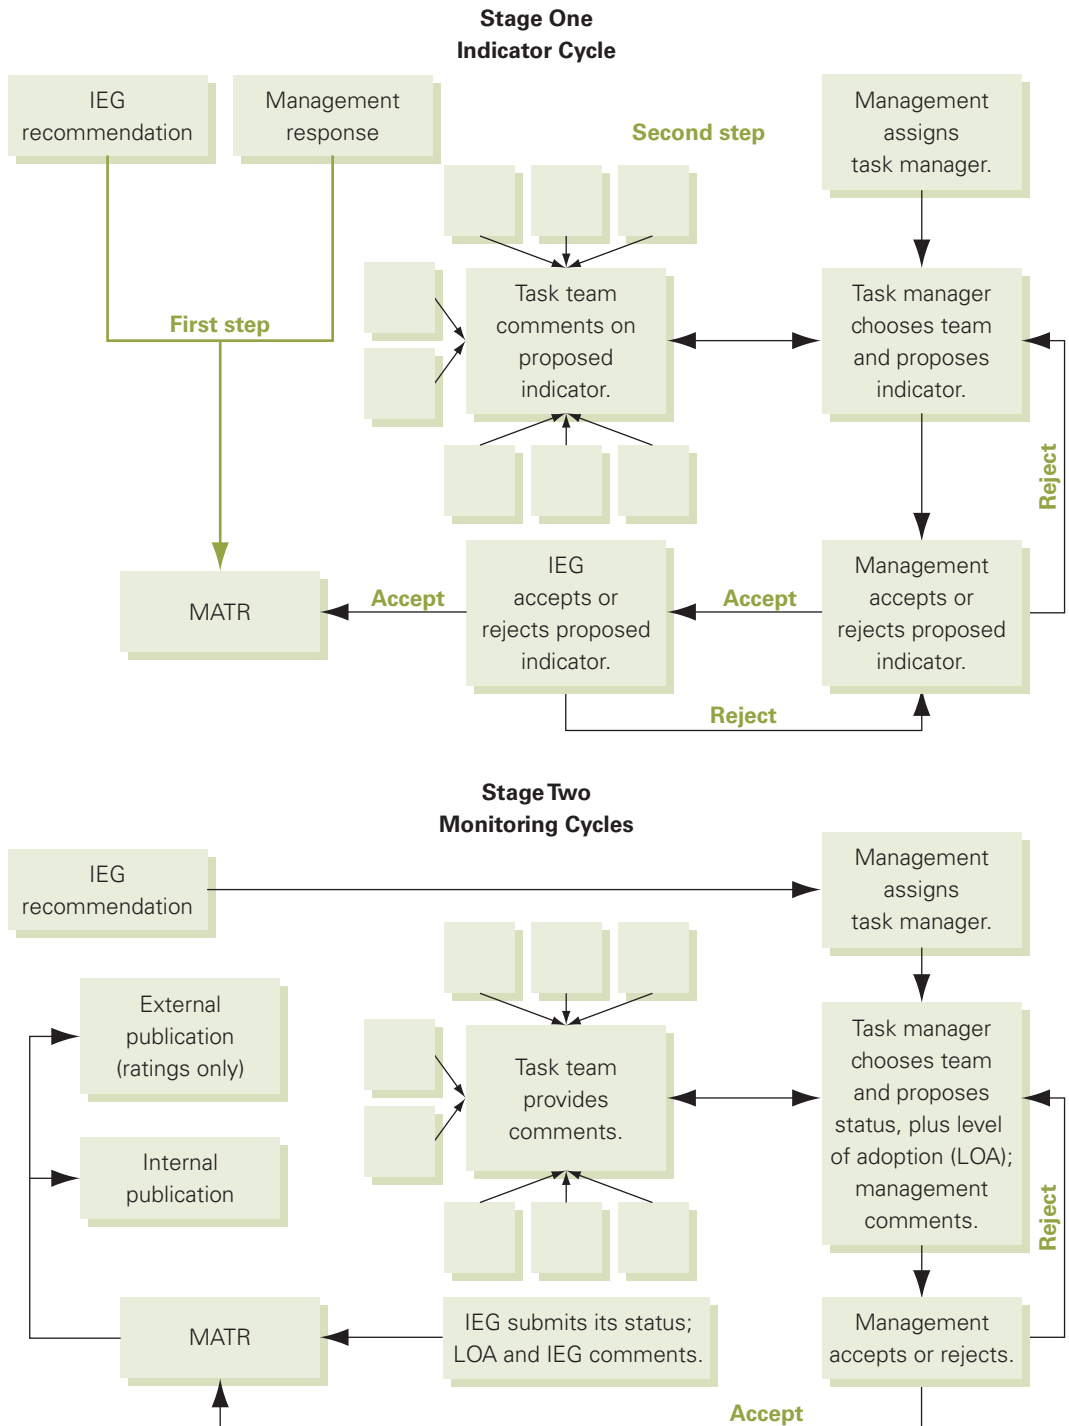 Stage One
Indicator Cycle
IEG
recommendation
Management
response
Second step
Management
assigns
task manager.
First step
Task team
comments on
proposed
indicator.
Task manager
chooses team
and proposes
indicator.
Reject
MATR
Accept
IEG
accepts or
rejects proposed
indicator.
Accept
Management
accepts or
rejects proposed
indicator.
Reject
Stage Two
Monitoring Cycles
IEG
recommendation
Management
assigns
task manager.
External
publication
(ratings only)
Internal
publication
Task team
provides
comments.
Task manager
chooses team
and proposes
status, plus level
of adoption (LOA);
management
comments.
Reject
MATR
IEG submits its status;
LOA and IEG comments.
Management
accepts or rejects.
Accept